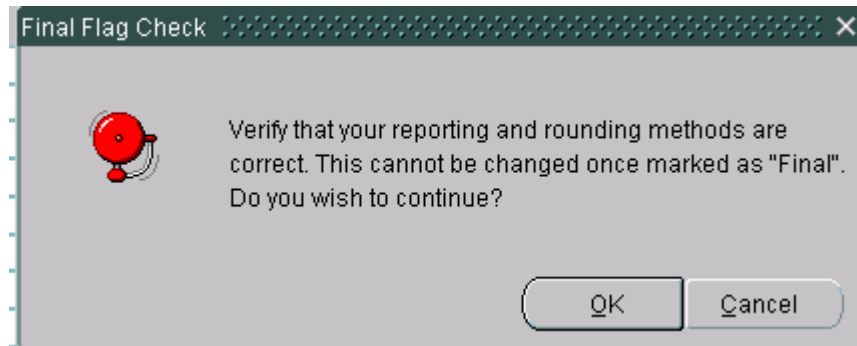 Final Flag Check
Verify that your reporting and rounding methods are
correct. This cannot be changed once marked as "Final".
Do you wish to continue?
OK
Cancel